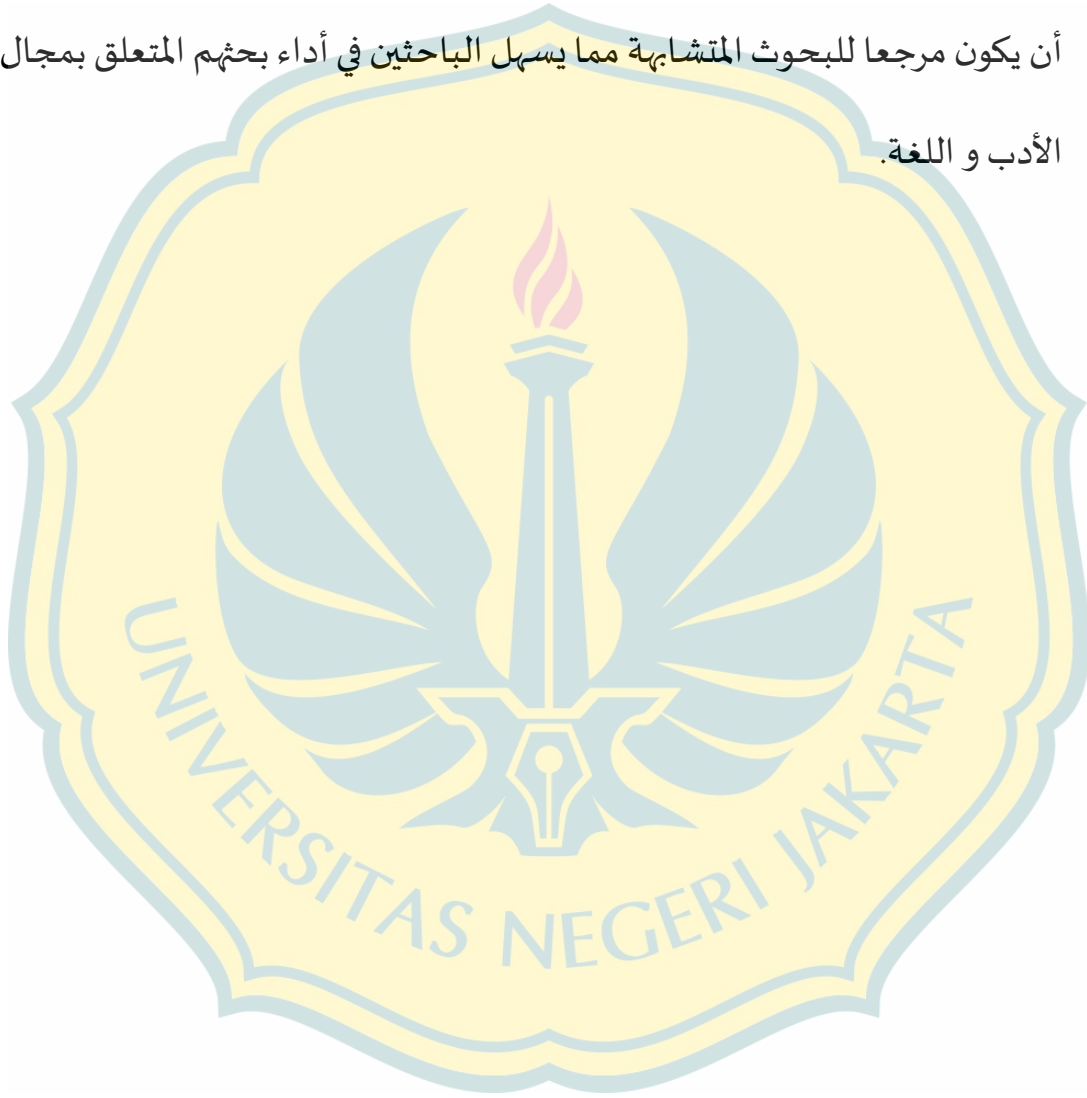 أن يكون مرجعا للبحوث المتشابهة مما يسهل الباحثين في أداء بحثهم المتعلق بمجال
الأدب و اللغة.
UNIVERSITAS NEGERI JAKARTA